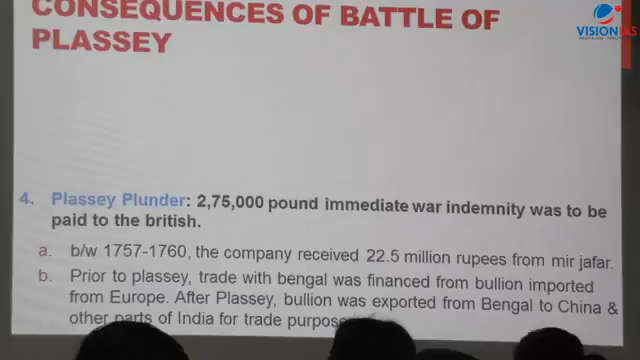 CONSEQUENCES OF BATTLE OF
PLASSEY
VISIONIAS
4. Plassey Plunder: 2,75,000 pound immediate war indemnity was to be
paid to the british.
a. b/w 1757-1760, the company received 22.5 million rupees from mir jafar.
b. Prior to plassey, trade with bengal was financed from bullion imported
from Europe. After Plassey, bullion was exported from Bengal to China &
other parts of India for trade purpose